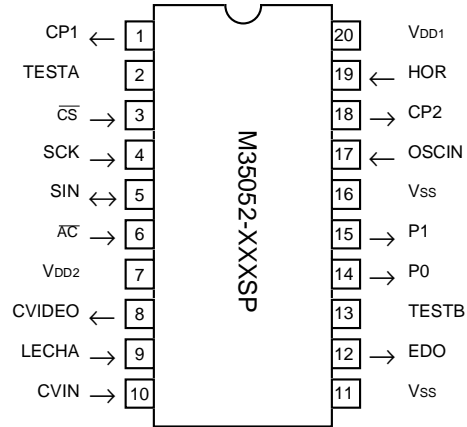 CP1 ← 1
TESTA 2
C̅S̅ → 3
SCK → 4
SIN ↔ 5
A̅C̅ → 6
VDD2 7
CVIDEO ← 8
LECHA → 9
CVIN → 10
M35052-XXXSP
20 VDD1
19 ← HOR
18 → CP2
17 ← OSCIN
16 VSS
15 → P1
14 → P0
13 TESTB
12 → EDO
11 VSS